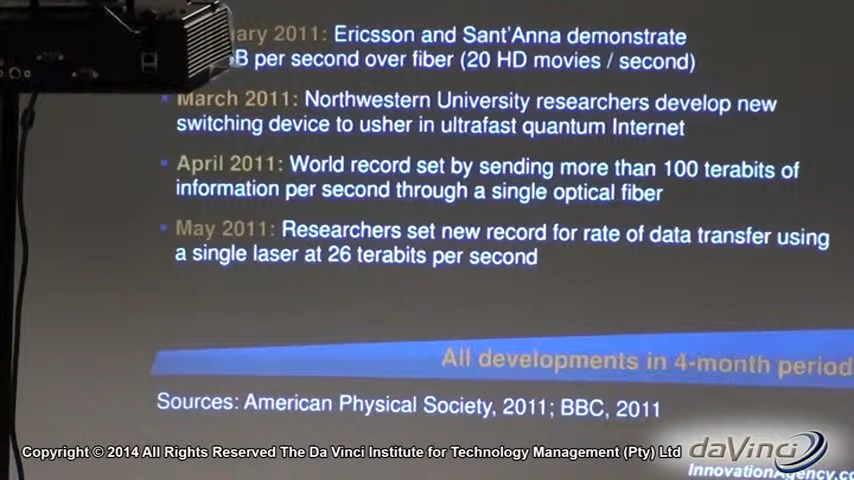 2011: Ericsson and Sant'Anna demonstrate
per second over fiber (20 HD movies / second)
March 2011: Northwestern University researchers develop new
switching device to usher in ultrafast quantum Internet
April 2011: World record set by sending more than 100 terabits of
information per second through a single optical fiber
May 2011: Researchers set new record for rate of data transfer using
a single laser at 26 terabits per second
All developments in 4-month period
Sources: American Physical Society, 2011; BBC, 2011
Copyright © 2014 All Rights Reserved The Da Vinci Institute for Technology Management (Pty) Ltd
daVinci
InnovationAgency.co